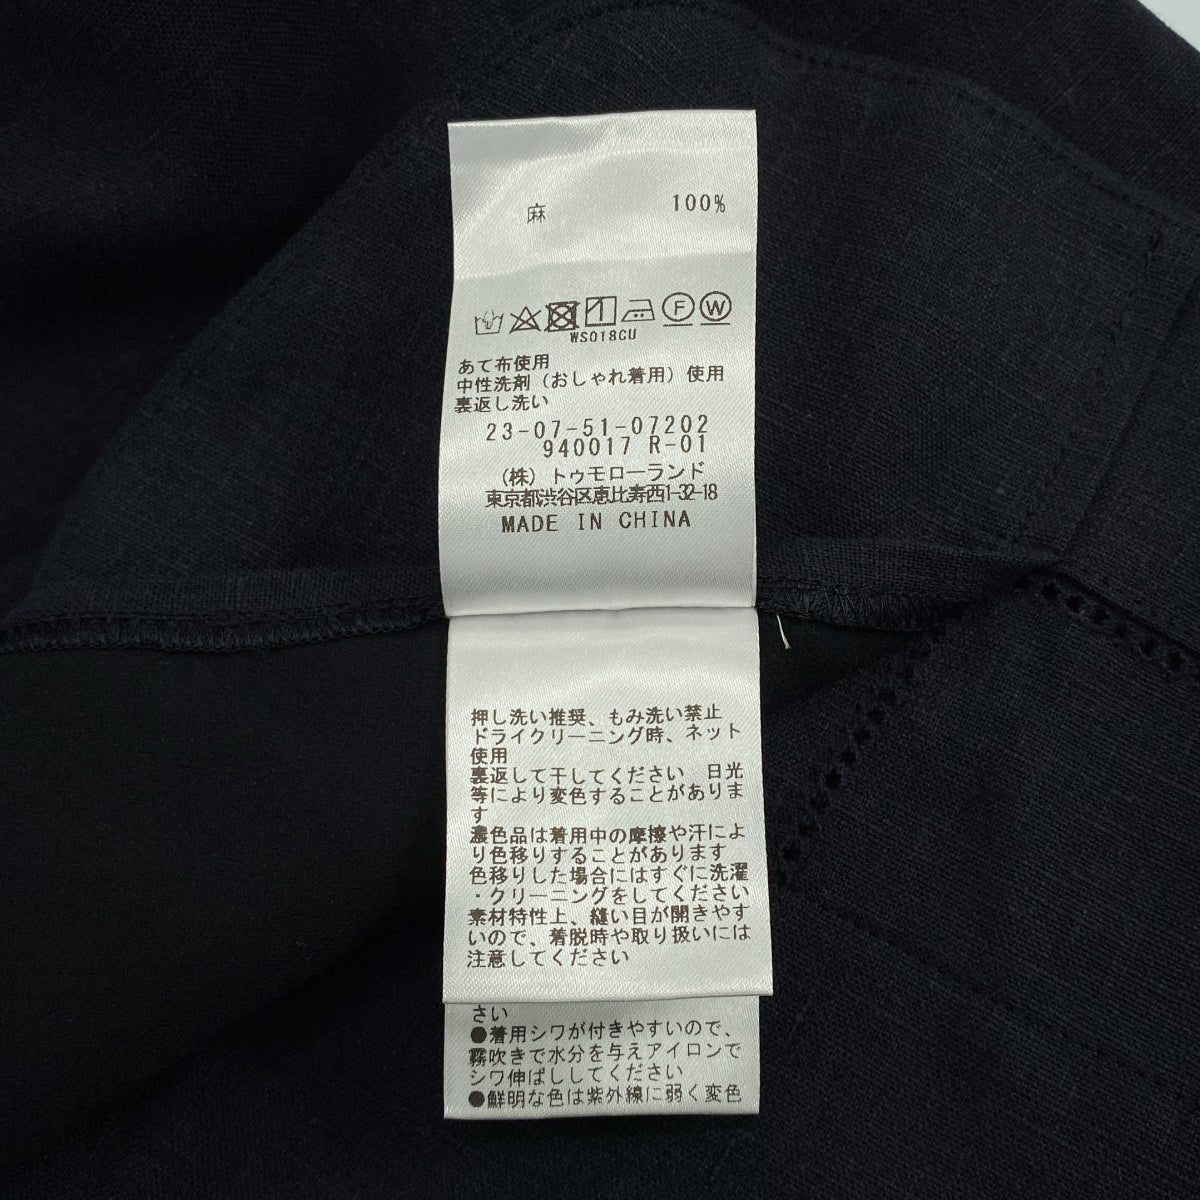 麻 100%
F W
WS018CU
あて布使用
中性洗剤（おしゃれ着用）使用
裏返し洗い
23-07-51-07202
940017 R-01
（株）トゥモローランド
東京都渋谷区恵比寿西1-32-18
MADE IN CHINA
押し洗い推奨、もみ洗い禁止
ドライクリーニング時、ネット
使用
裏返して干してください 日光
等により変色することがありま
す
濃色品は着用中の摩擦や汗によ
り色移りすることがあります
色移りした場合にはすぐに洗濯
・クリーニングをしてください
素材特性上、縫い目が開きやす
いので、着脱時や取り扱いには
注意してください
さい
●着用シワが付きやすいので、
霧吹きで水分を与えアイロンで
シワ伸ばししてください
●鮮明な色は紫外線に弱く変色